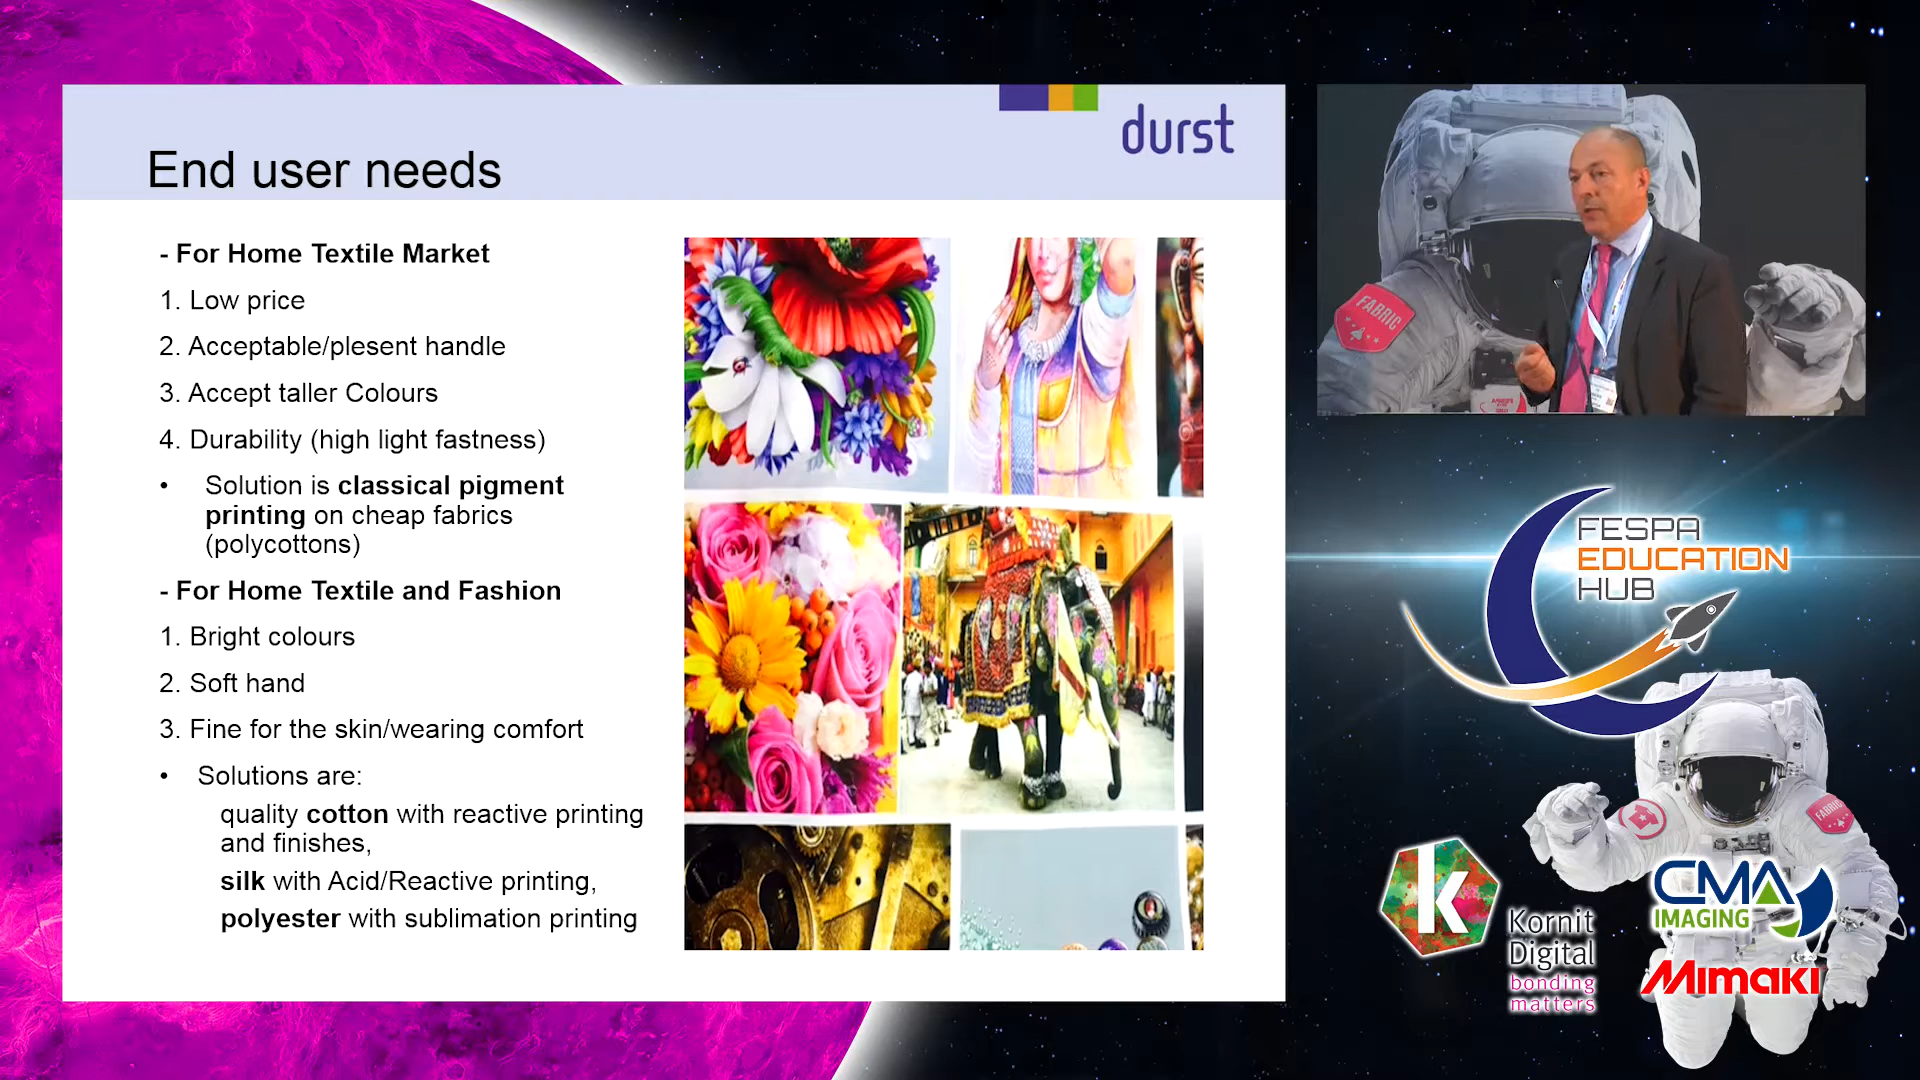 durst
End user needs
- For Home Textile Market
1. Low price
2. Acceptable/plesent handle
3. Accept taller Colours
4. Durability (high light fastness)
• Solution is classical pigment
printing on cheap fabrics
(polycottons)
- For Home Textile and Fashion
1. Bright colours
2. Soft hand
3. Fine for the skin/wearing comfort
• Solutions are:
quality cotton with reactive printing
and finishes,
silk with Acid/Reactive printing,
polyester with sublimation printing
FABRIC
FESPA
EDUCATION
HUB
FABRIC
K
Kornit
Digital
bonding
matters
CMA
IMAGING
Mimaki